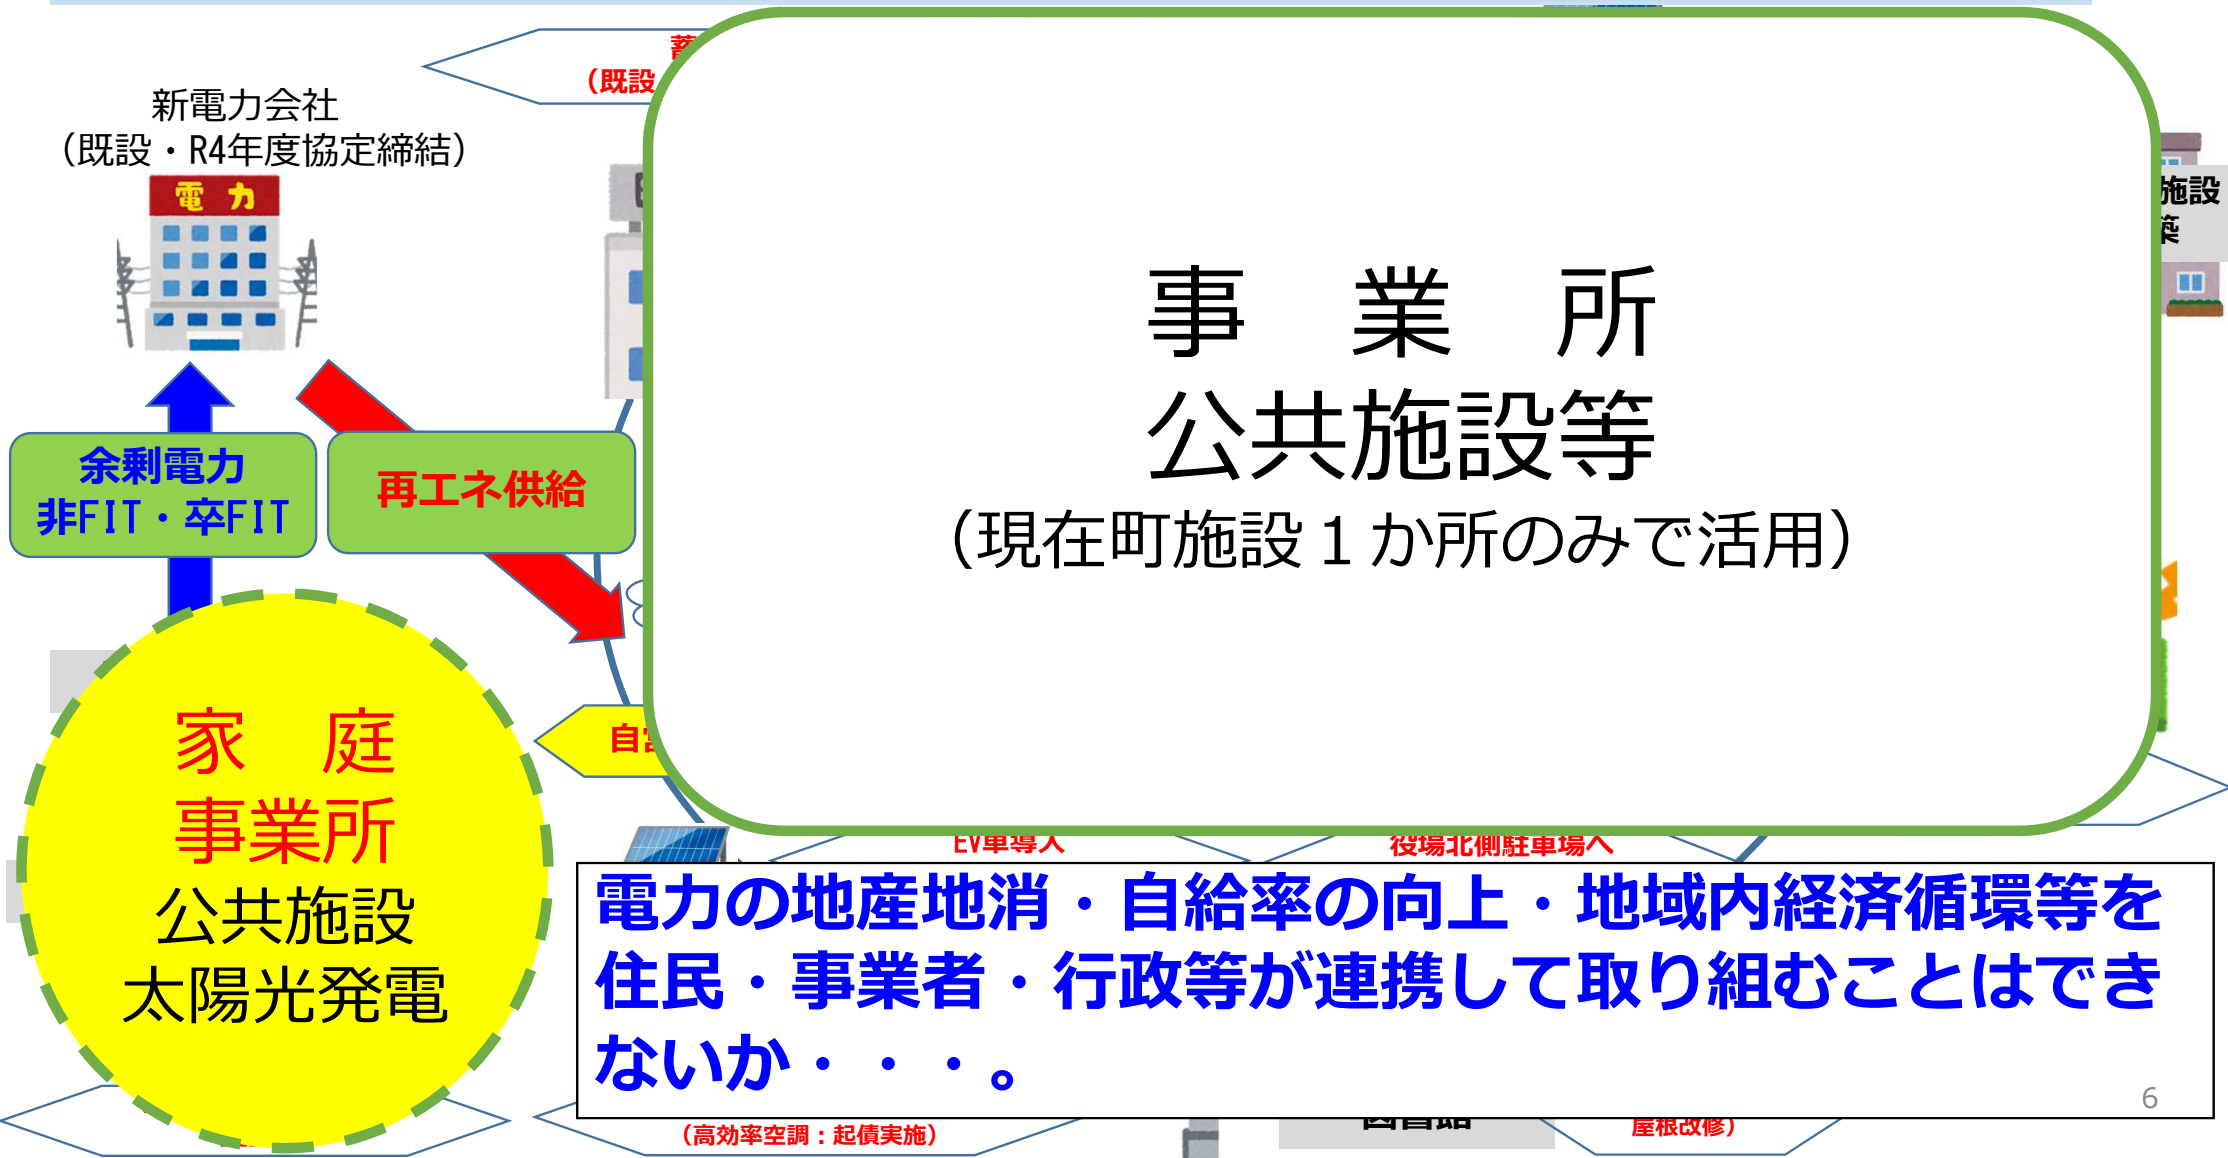 （既設
新電力会社
（既設・R4年度協定締結）
電力
施設
築
事　業　所
公共施設等
（現在町施設１か所のみで活用）
余剰電力
非FIT・卒FIT
再エネ供給
家　庭
事業所
公共施設
太陽光発電
EV車導入
役場北側駐車場へ
電力の地産地消・自給率の向上・地域内経済循環等を
住民・事業者・行政等が連携して取り組むことはでき
ないか・・・。
6
（高効率空調：起債実施）
図書館
屋根改修）